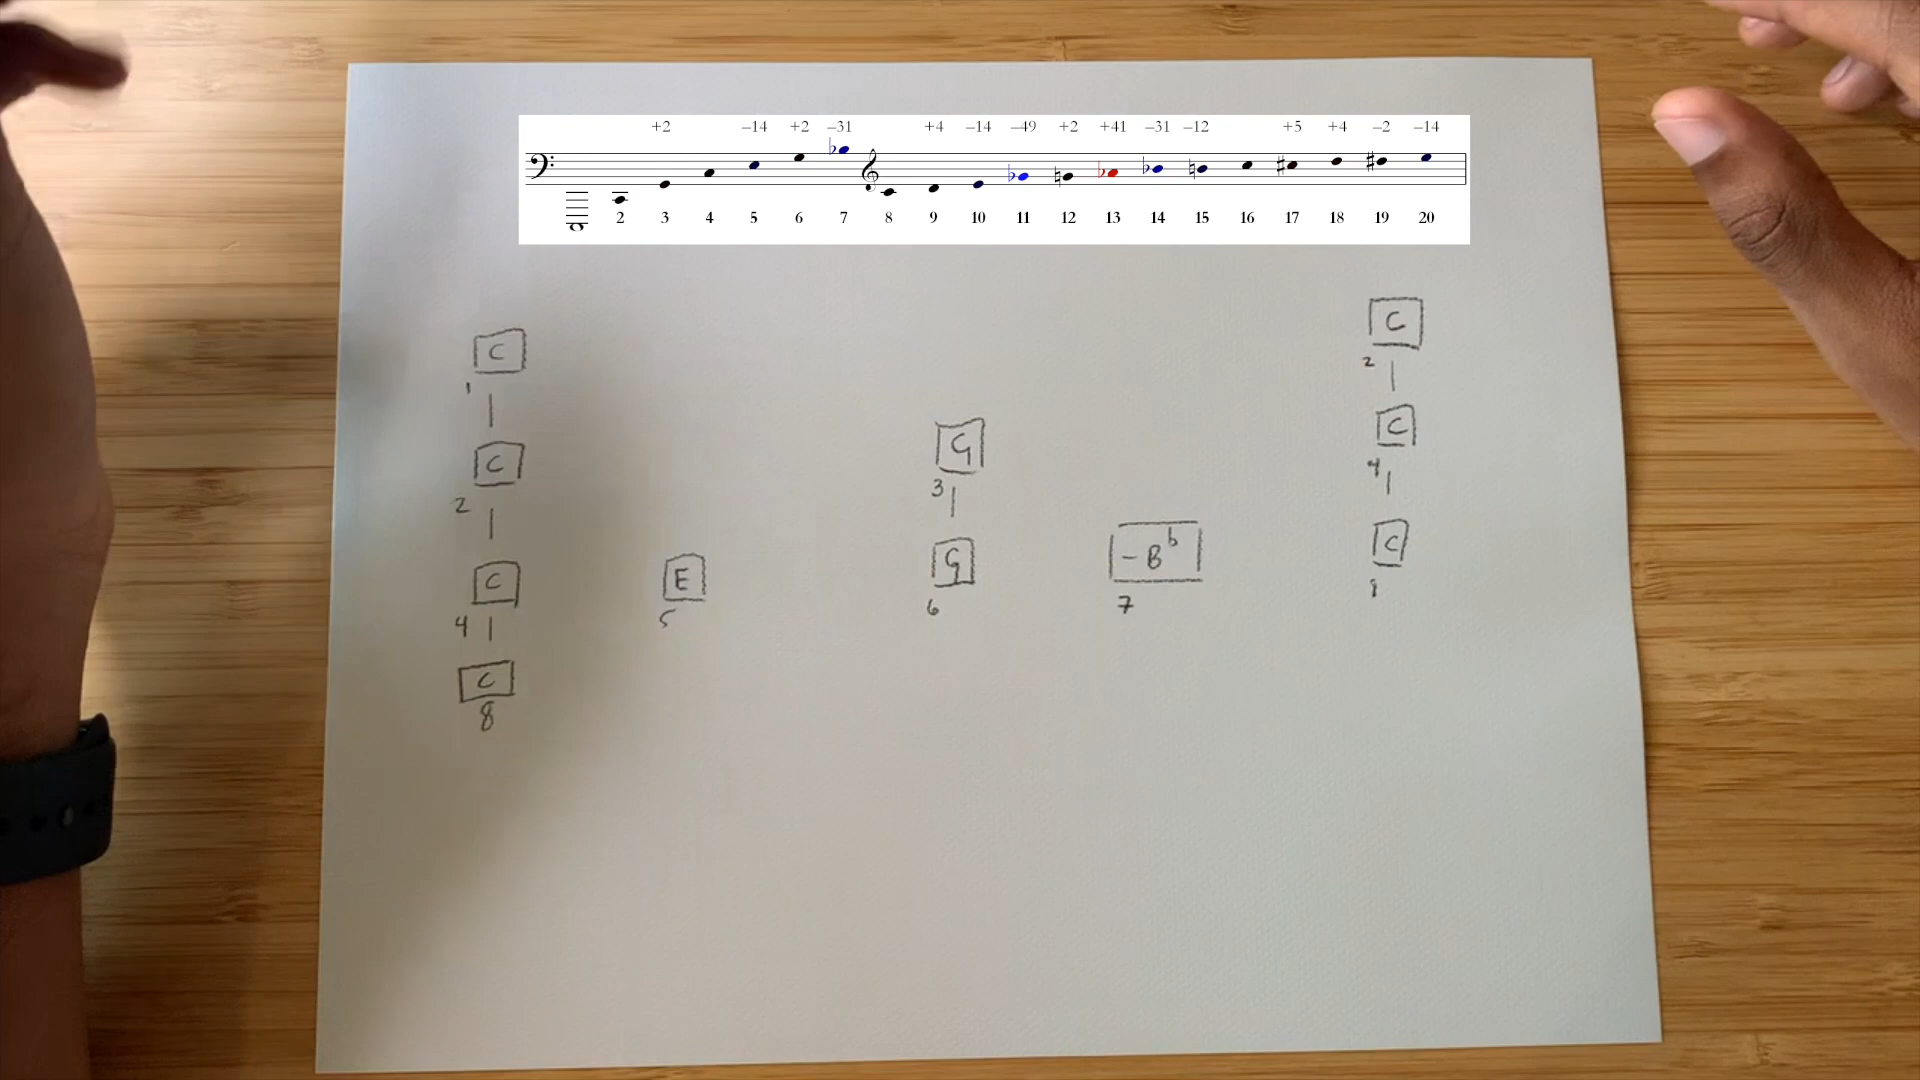 +2 –14 +2 –31 +4 –14 –49 +2 +41 –31 –12 +5 +4 –2 –14
2 3 4 5 6 7 8 9 10 11 12 13 14 15 16 17 18 19 20
C
1
C
2
C
4
C
8
E
5
G
3
G
6
–B♭
7
C
2
C
4
C
8